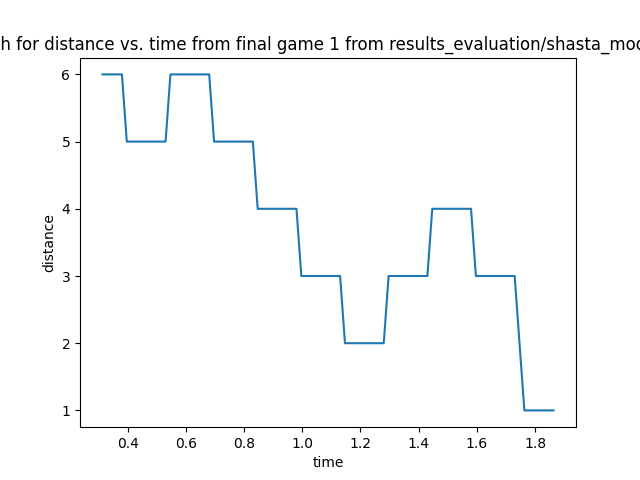 h for distance vs. time from final game 1 from results_evaluation/shasta_mod
6
5
4
3
2
1
distance
0.4 0.6 0.8 1.0 1.2 1.4 1.6 1.8
time